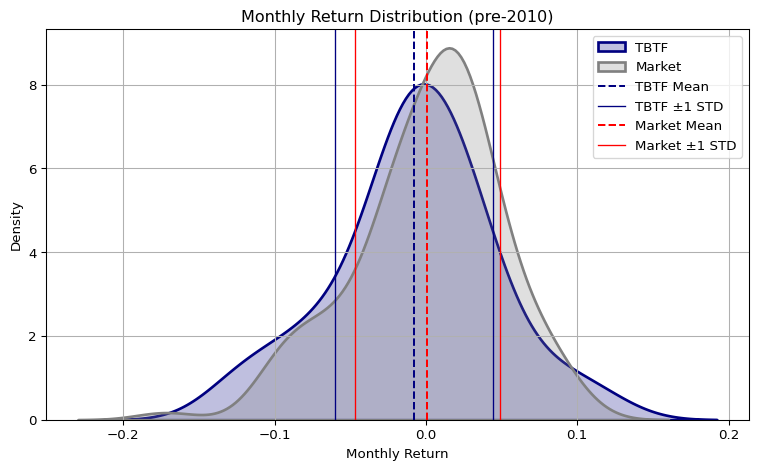 Monthly Return Distribution (pre-2010)
TBTF
Market
TBTF Mean
TBTF ±1 STD
Market Mean
Market ±1 STD
Density
8
6
4
2
0
−0.2
−0.1
0.0
0.1
0.2
Monthly Return